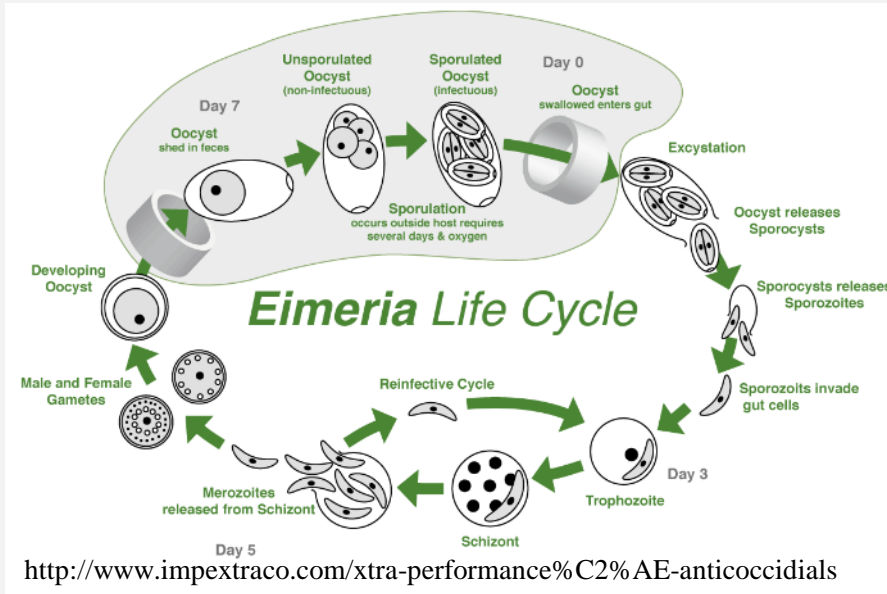 Day 0
Unsporulated
Oocyst
(non-infectuous)
Sporulated
Oocyst
(infectuous)
Oocyst
swallowed enters gut
Day 7
Oocyst
shed in feces
Excystation
Sporulation
occurs outside host requires
several days & oxygen
Oocyst releases
Sporocysts
Developing
Oocyst
Eimeria Life Cycle
Sporocysts releases
Sporozoites
Male and Female
Gametes
Reinfective Cycle
Sporozoits invade
gut cells
Day 3
Merozoites
released from Schizont
Trophozoite
Schizont
Day 5
http://www.impextraco.com/xtra-performance%C2%AE-anticoccidials